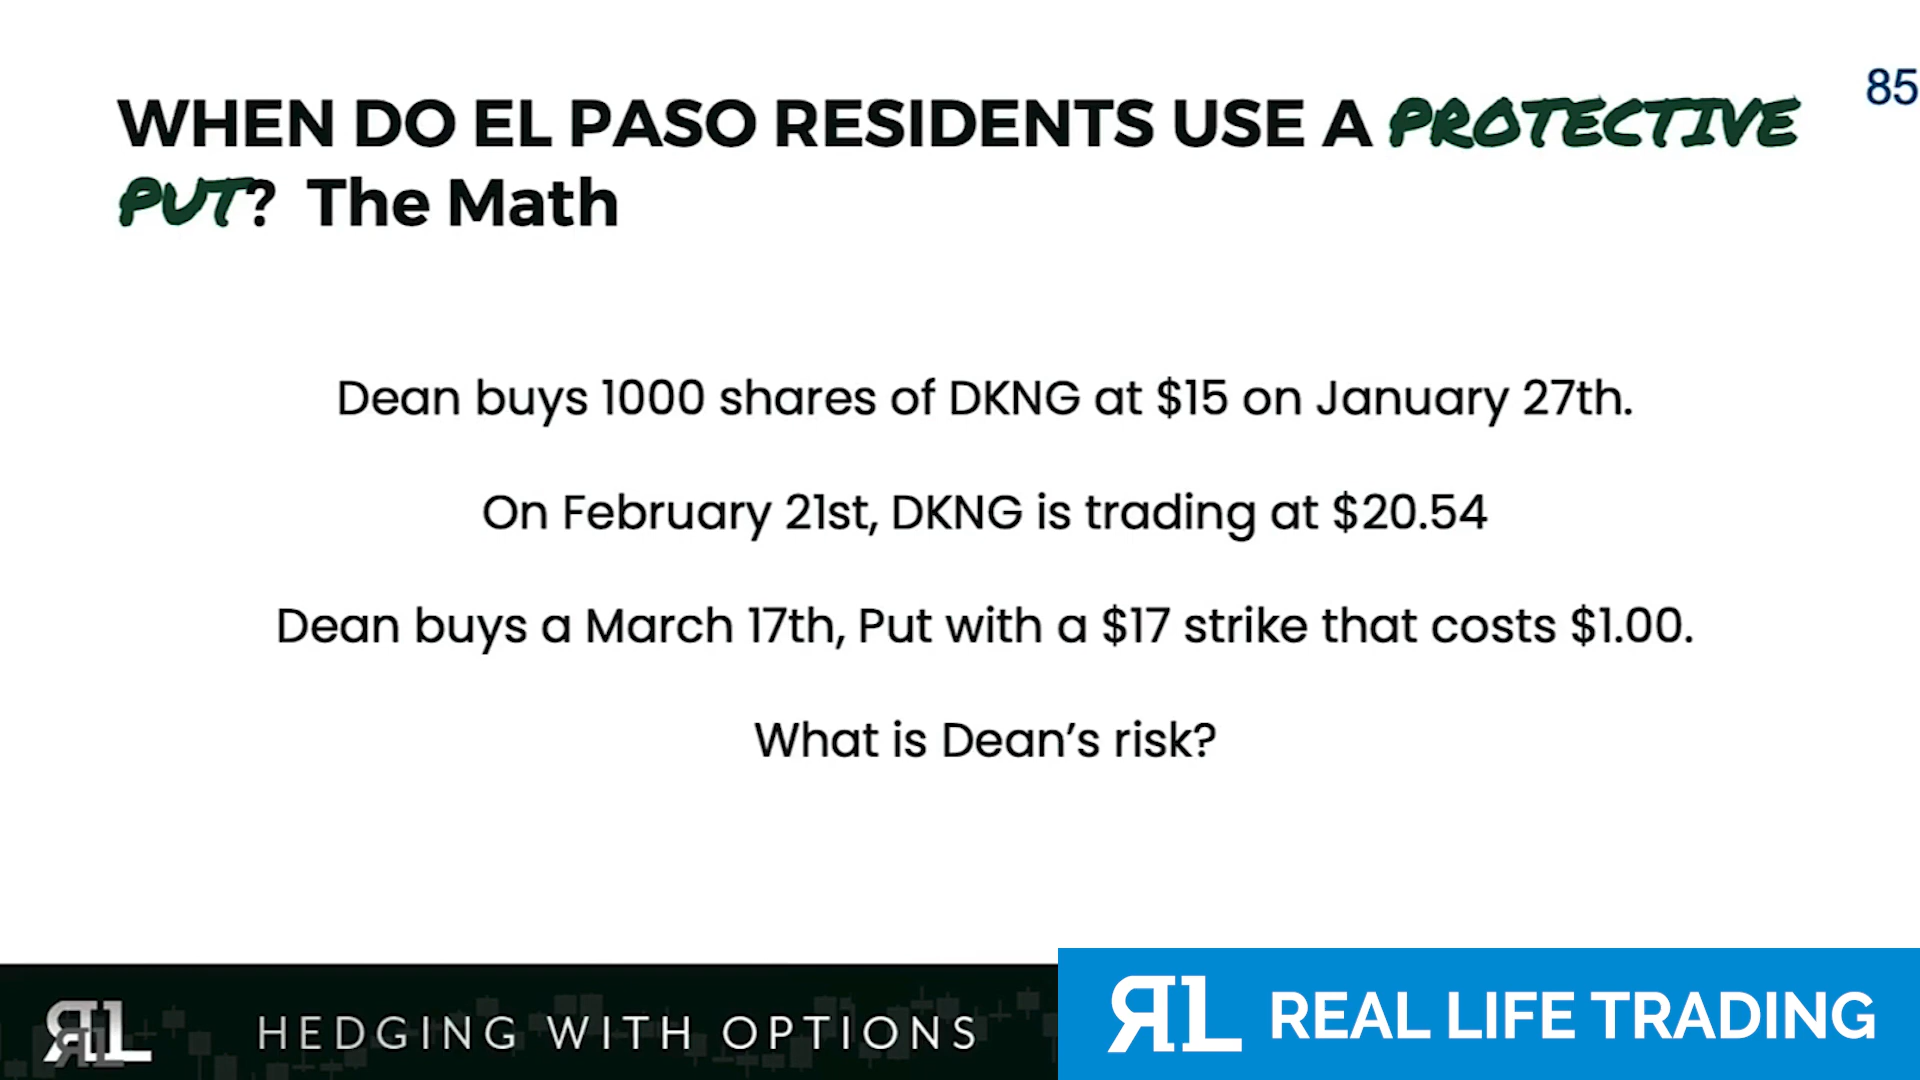 85
WHEN DO EL PASO RESIDENTS USE A PROTECTIVE
PUT? The Math
Dean buys 1000 shares of DKNG at $15 on January 27th.
On February 21st, DKNG is trading at $20.54
Dean buys a March 17th, Put with a $17 strike that costs $1.00.
What is Dean's risk?
RL HEDGING WITH OPTIONS
RL REAL LIFE TRADING